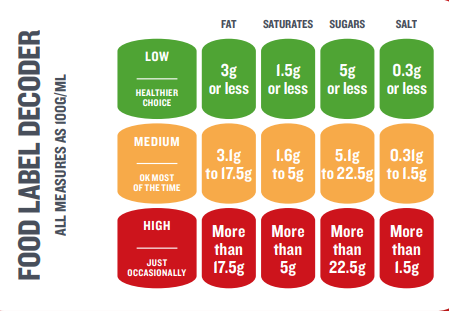 FOOD LABEL DECODER
ALL MEASURES AS 100G/ML
FAT SATURATES SUGARS SALT
LOW
HEALTHIER
CHOICE
3g
or less
1.5g
or less
5g
or less
0.3g
or less
MEDIUM
OK MOST
OF THE TIME
3.1g
to 17.5g
1.6g
to 5g
5.1g
to 22.5g
0.31g
to 1.5g
HIGH
JUST
OCCASIONALLY
More
than
17.5g
More
than
5g
More
than
22.5g
More
than
1.5g